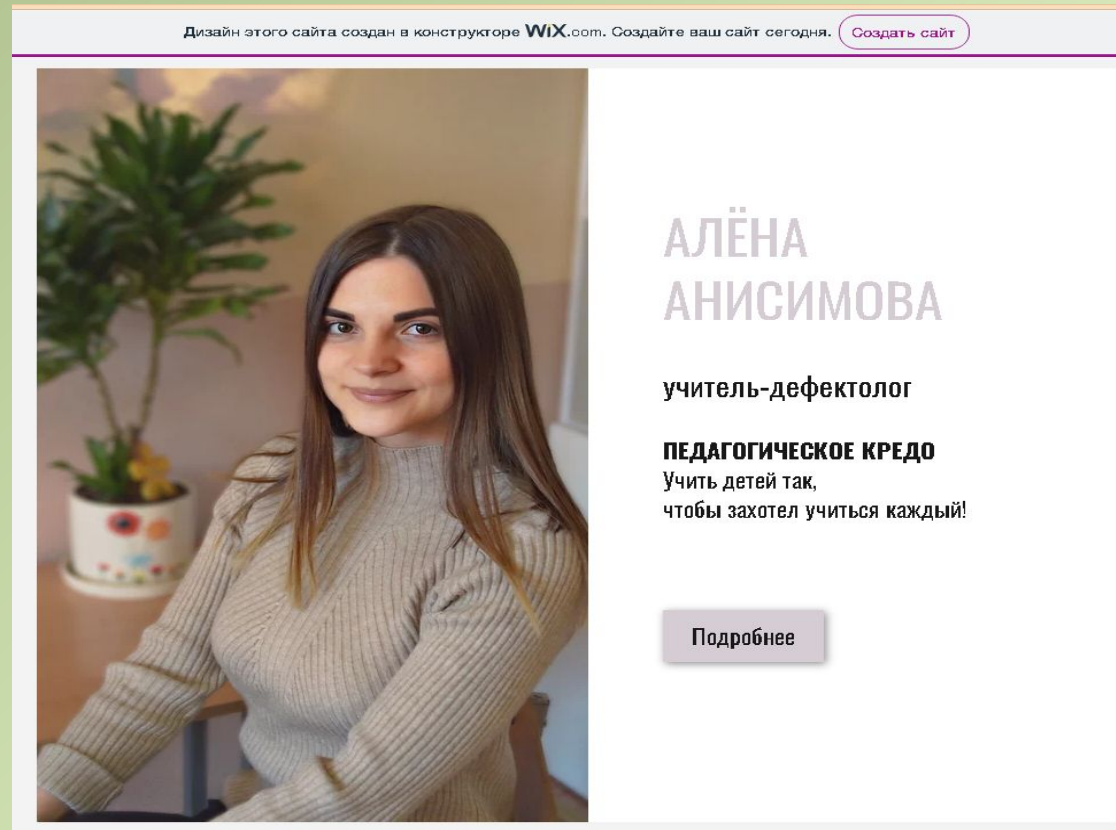 Дизайн этого сайта создан в конструкторе WiX.com. Создайте ваш сайт сегодня. Создать сайт
АЛЁНА
АНИСИМОВА
учитель-дефектолог
ПЕДАГОГИЧЕСКОЕ КРЕДО
Учить детей так,
чтобы захотел учиться каждый!
Подробнее